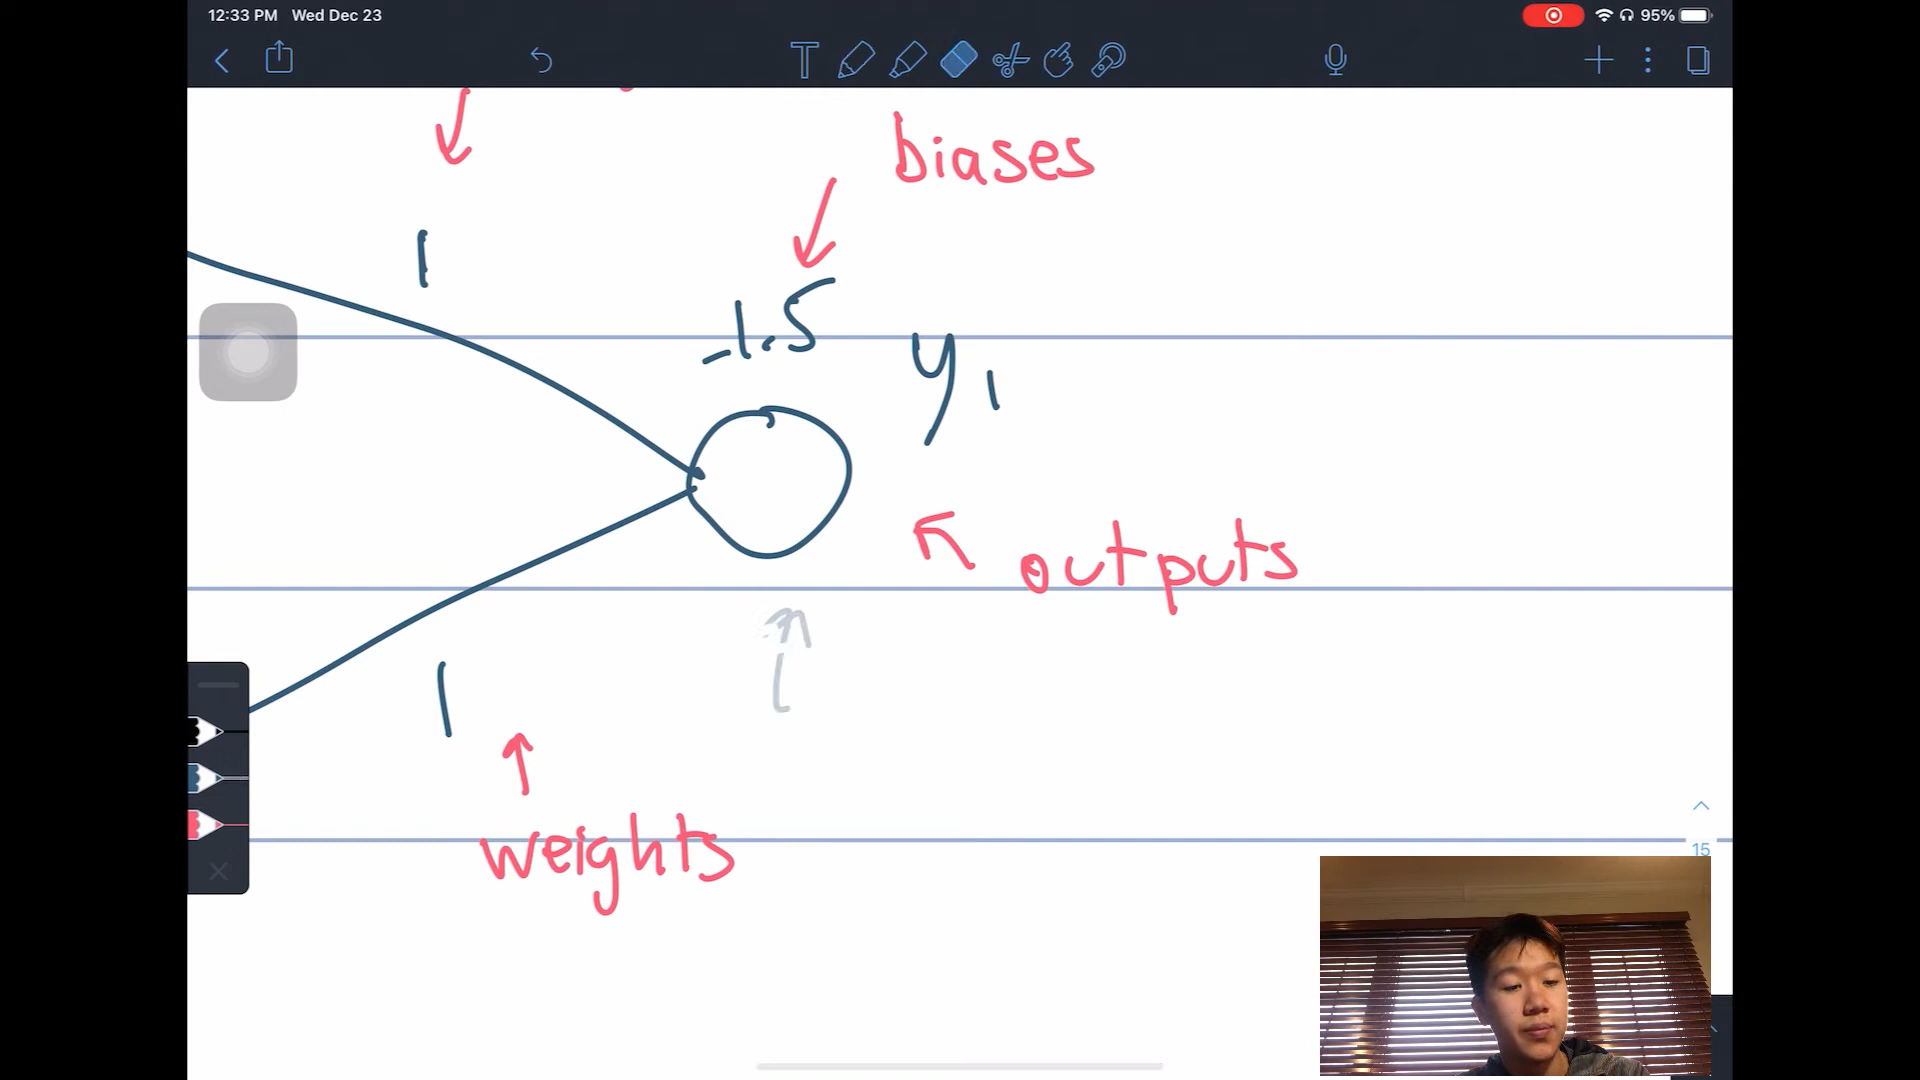 12:33 PM Wed Dec 23
95%
T
biases
1
-1.5
y1
outputs
1
weights
15